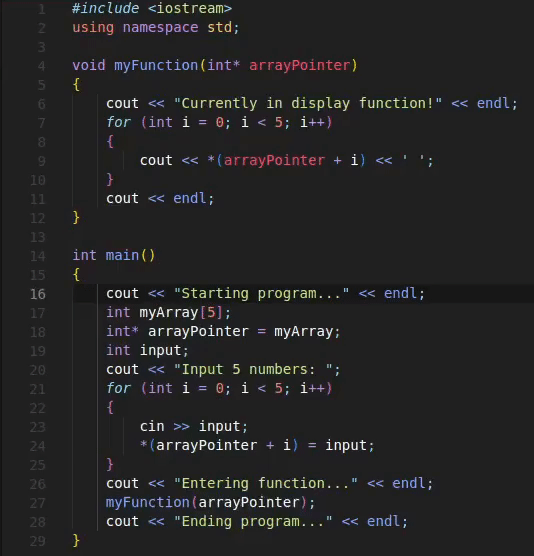 1 #include <iostream>
2 using namespace std;
3
4 void myFunction(int* arrayPointer)
5 {
6     cout << "Currently in display function!" << endl;
7     for (int i = 0; i < 5; i++)
8     {
9         cout << *(arrayPointer + i) << ' ';
10     }
11     cout << endl;
12 }
13
14 int main()
15 {
16     cout << "Starting program..." << endl;
17     int myArray[5];
18     int* arrayPointer = myArray;
19     int input;
20     cout << "Input 5 numbers: ";
21     for (int i = 0; i < 5; i++)
22     {
23         cin >> input;
24         *(arrayPointer + i) = input;
25     }
26     cout << "Entering function..." << endl;
27     myFunction(arrayPointer);
28     cout << "Ending program..." << endl;
29 }